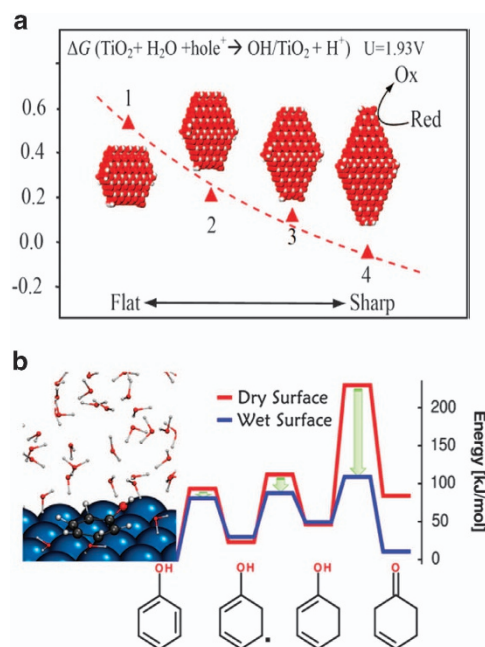 a
ΔG (TiO₂+ H₂O +hole⁺→ OH/TiO₂ + H⁺) U=1.93V
Ox
Red
0.6
0.4
0.2
0.0
-0.2
1
2
3
4
Flat
Sharp
b
Dry Surface
Wet Surface
200
150
100
50
0
Energy [kJ/mol]
OH
OH
OH
O